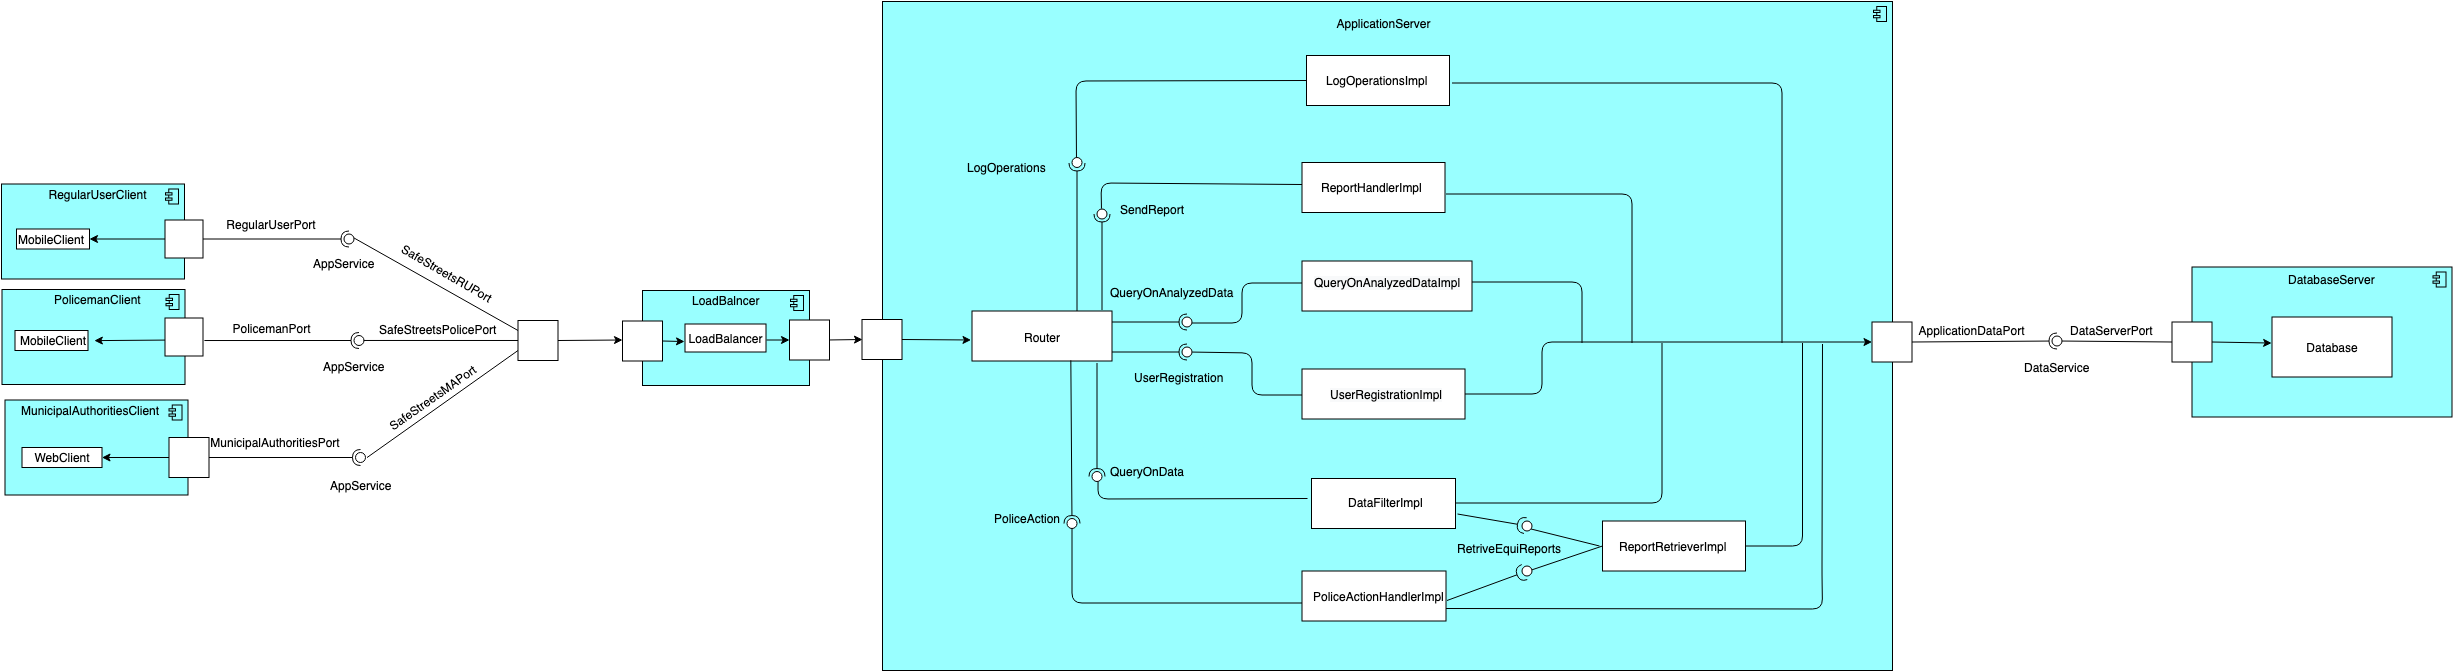 RegularUserClient
MobileClient
RegularUserPort
AppService
SafeStreetsRUPort
PolicemanClient
MobileClient
PolicemanPort
AppService
SafeStreetsPolicePort
MunicipalAuthoritiesClient
WebClient
MunicipalAuthoritiesPort
AppService
SafeStreetsMAPort
LoadBalncer
LoadBalancer
ApplicationServer
LogOperationsImpl
LogOperations
ReportHandlerImpl
SendReport
QueryOnAnalyzedData
QueryOnAnalyzedDataImpl
Router
UserRegistration
UserRegistrationImpl
QueryOnData
DataFilterImpl
PoliceAction
RetriveEquiReports
ReportRetrieverImpl
PoliceActionHandlerImpl
ApplicationDataPort
DataServerPort
DataService
DatabaseServer
Database